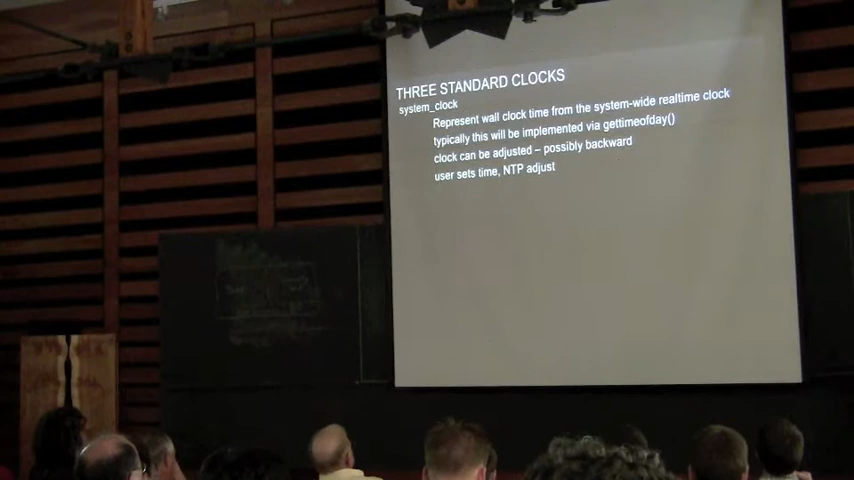 THREE STANDARD CLOCKS
system_clock
Represent wall clock time from the system-wide realtime clock
typically this will be implemented via gettimeofday()
clock can be adjusted – possibly backward
user sets time, NTP adjust